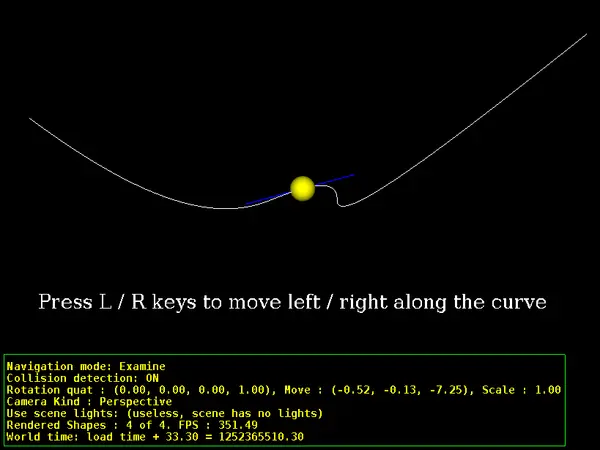 Press L / R keys to move left / right along the curve
Navigation mode: Examine
Collision detection: ON
Rotation quat : (0.00, 0.00, 0.00, 1.00), Move : (-0.52, -0.13, -7.25), Scale : 1.00
Camera Kind : Perspective
Use scene lights: (useless, scene has no lights)
Rendered Shapes : 4 of 4. FPS : 351.49
World time: load time + 33.30 = 1252365510.30